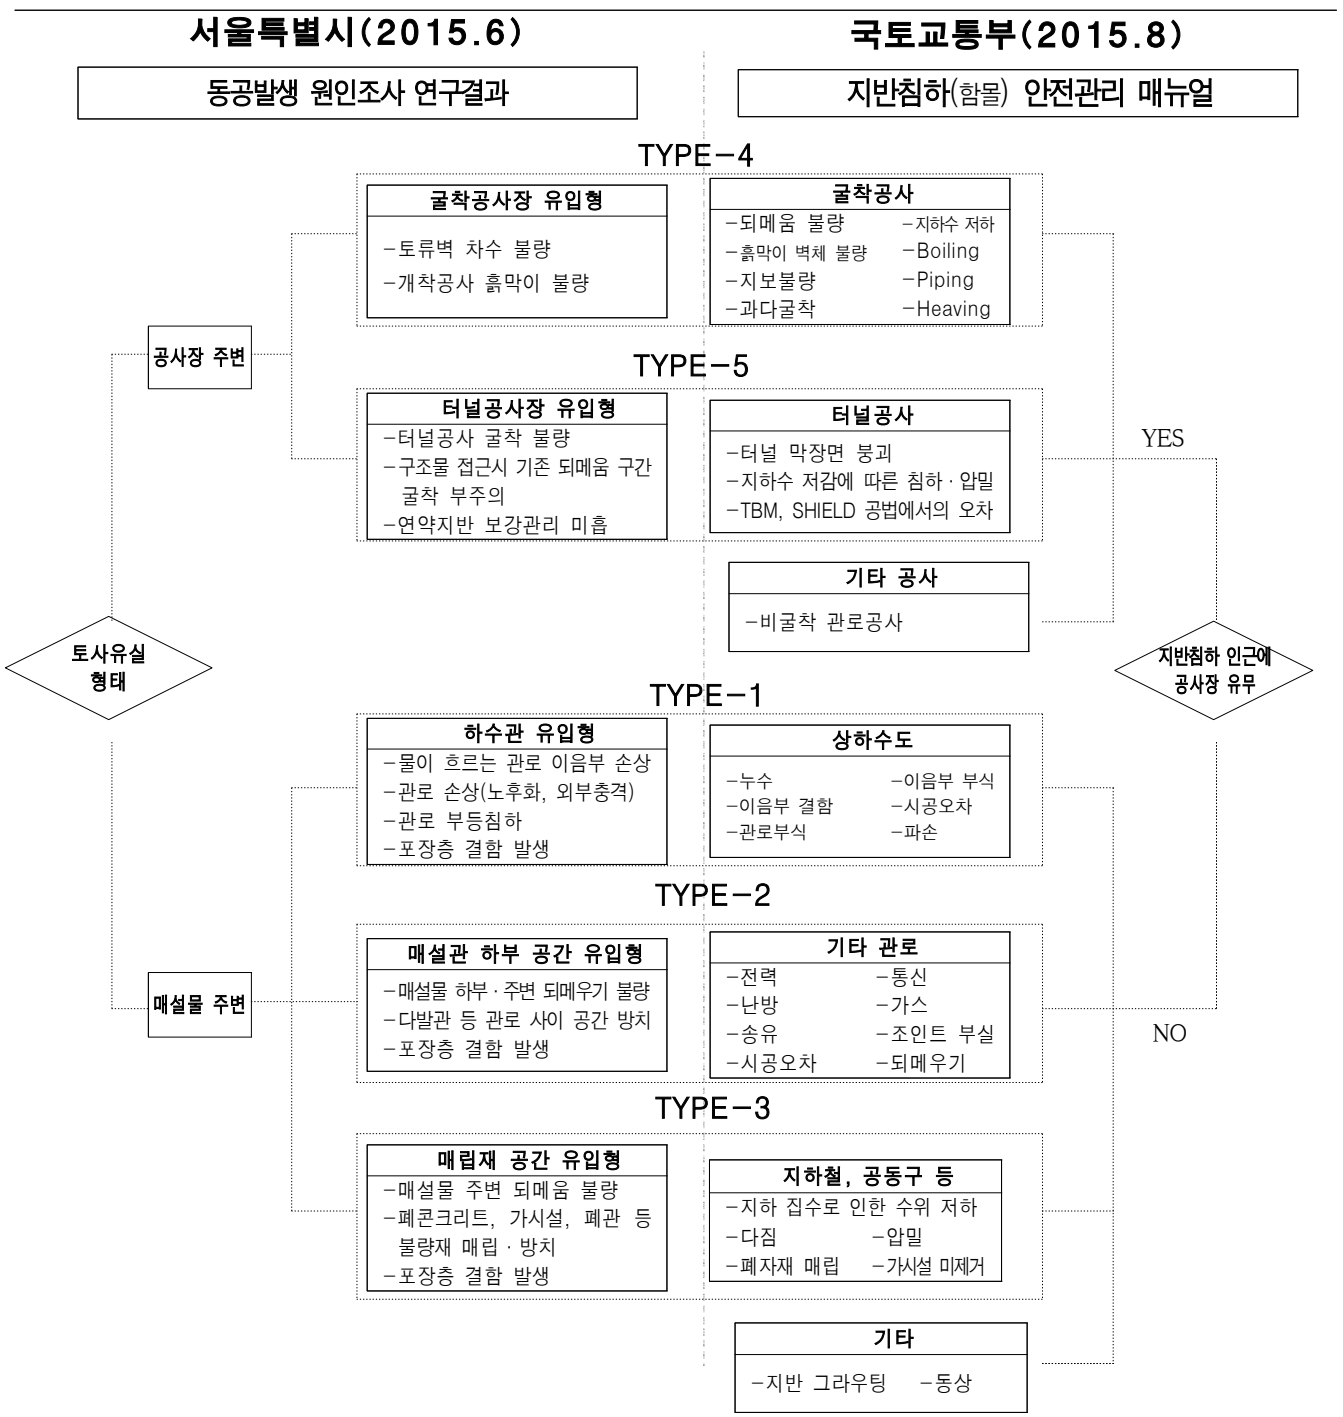 서울특별시(2015.6)
국토교통부(2015.8)
동공발생 원인조사 연구결과
지반침하(함몰) 안전관리 매뉴얼
TYPE-4
굴착공사장 유입형
-토류벽 차수 불량
-개착공사 흙막이 불량
굴착공사
-되메움 불량 -지하수 저하
-흙막이 벽체 불량 -Boiling
-지보불량 -Piping
-과다굴착 -Heaving
공사장 주변
TYPE-5
터널공사장 유입형
-터널공사 굴착 불량
-구조물 접근시 기존 되메움 구간
굴착 부주의
-연약지반 보강관리 미흡
터널공사
-터널 막장면 붕괴
-지하수 저감에 따른 침하·압밀
-TBM, SHIELD 공법에서의 오차
YES
기타 공사
-비굴착 관로공사
토사유실
형태
지반침하 인근에
공사장 유무
TYPE-1
하수관 유입형
-물이 흐르는 관로 이음부 손상
-관로 손상(노후화, 외부충격)
-관로 부등침하
-포장층 결함 발생
상하수도
-누수 -이음부 부식
-이음부 결함 -시공오차
-관로부식 -파손
TYPE-2
매설관 하부 공간 유입형
-매설물 하부·주변 되메우기 불량
-다발관 등 관로 사이 공간 방치
-포장층 결함 발생
기타 관로
-전력 -통신
-난방 -가스
-송유 -조인트 부실
-시공오차 -되메우기
매설물 주변
NO
TYPE-3
매립재 공간 유입형
-매설물 주변 되메움 불량
-폐콘크리트, 가시설, 폐관 등
불량재 매립·방치
-포장층 결함 발생
지하철, 공동구 등
-지하 집수로 인한 수위 저하
-다짐 -압밀
-폐자재 매립 -가시설 미제거
기타
-지반 그라우팅 -동상